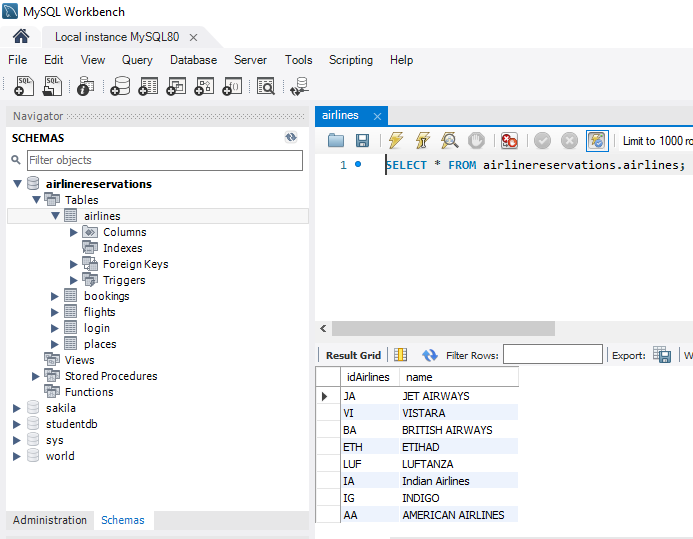 MySQL Workbench
Local instance MySQL80
File Edit View Query Database Server Tools Scripting Help
SQL SQL
Navigator
SCHEMAS
Filter objects
airlinereservations
Tables
airlines
Columns
Indexes
Foreign Keys
Triggers
bookings
flights
login
places
Views
Stored Procedures
Functions
sakila
studentdb
sys
world
Administration Schemas
airlines
Limit to 1000 ro
1 SELECT * FROM airlinereservations.airlines;
Result Grid Filter Rows: Export: W
idAirlines name
JA JET AIRWAYS
VI VISTARA
BA BRITISH AIRWAYS
ETH ETIHAD
LUF LUFTANZA
IA Indian Airlines
IG INDIGO
AA AMERICAN AIRLINES